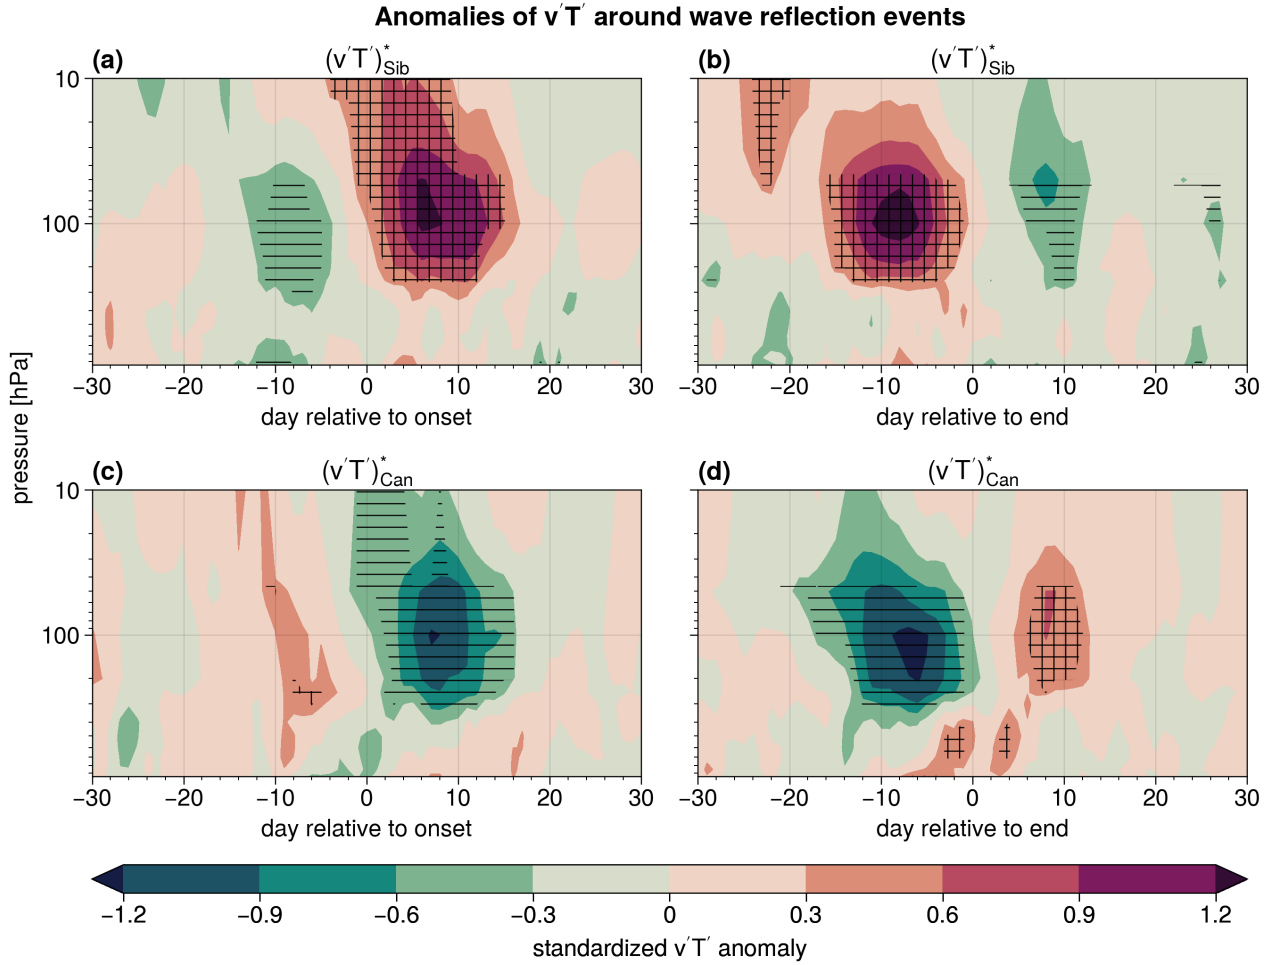 Anomalies of v′T′ around wave reflection events
(a) (v′T′)*Sib
10
100
−30 −20 −10 0 10 20 30
day relative to onset
(b) (v′T′)*Sib
−30 −20 −10 0 10 20 30
day relative to end
pressure [hPa]
(c) (v′T′)*Can
10
100
−30 −20 −10 0 10 20 30
day relative to onset
(d) (v′T′)*Can
−30 −20 −10 0 10 20 30
day relative to end
−1.2 −0.9 −0.6 −0.3 0 0.3 0.6 0.9 1.2
standardized v′T′ anomaly